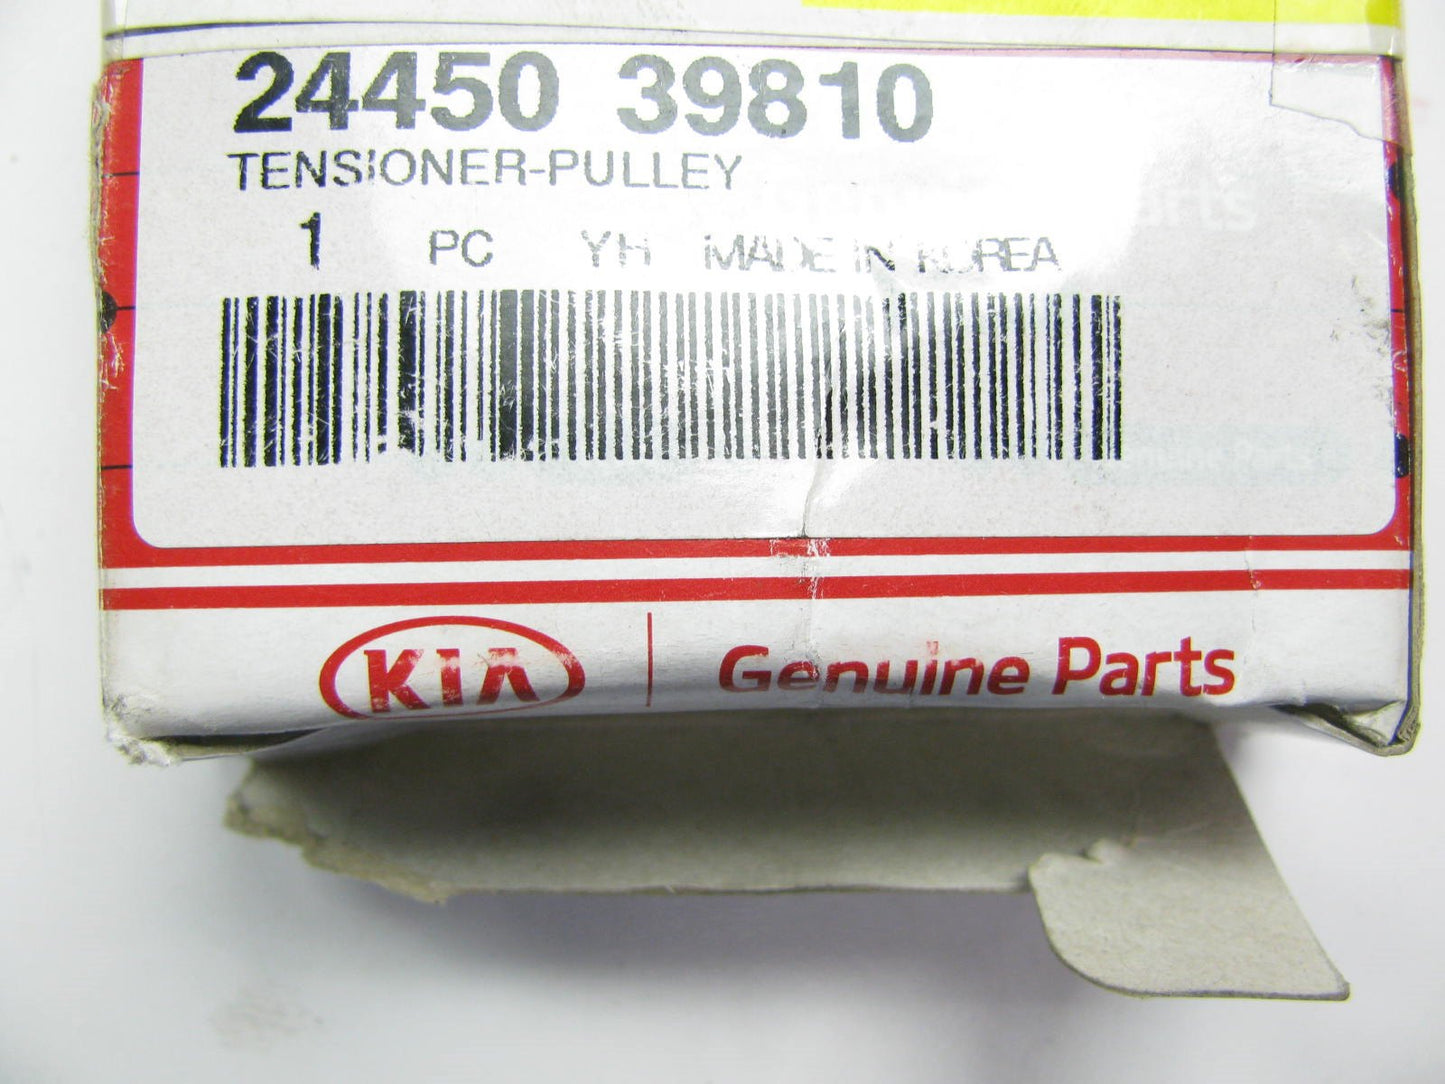 24450 39810
TENSIONER-PULLEY
1 PC YH MADE IN KOREA
KIA Genuine Parts